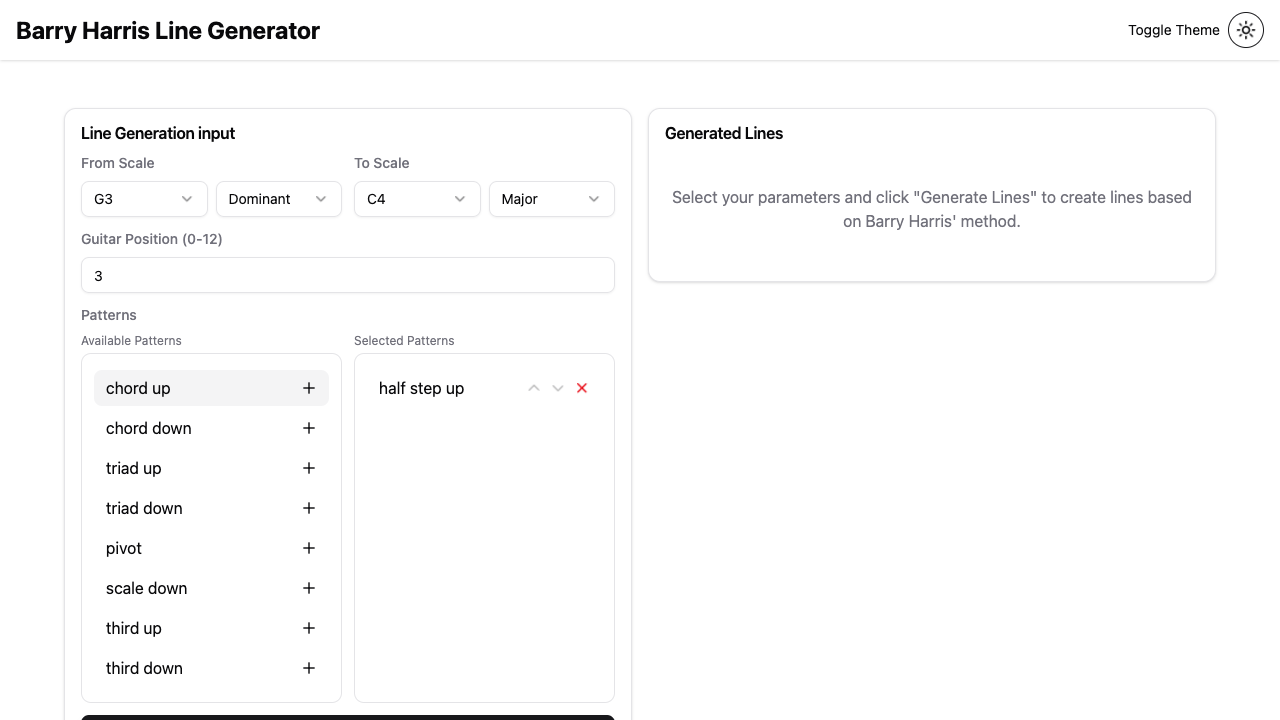 Barry Harris Line Generator
Toggle Theme
Line Generation input
From Scale
To Scale
G3
Dominant
C4
Major
Guitar Position (0-12)
3
Patterns
Available Patterns
Selected Patterns
chord up
chord down
triad up
triad down
pivot
scale down
third up
third down
half step up
Generated Lines
Select your parameters and click "Generate Lines" to create lines based
on Barry Harris' method.